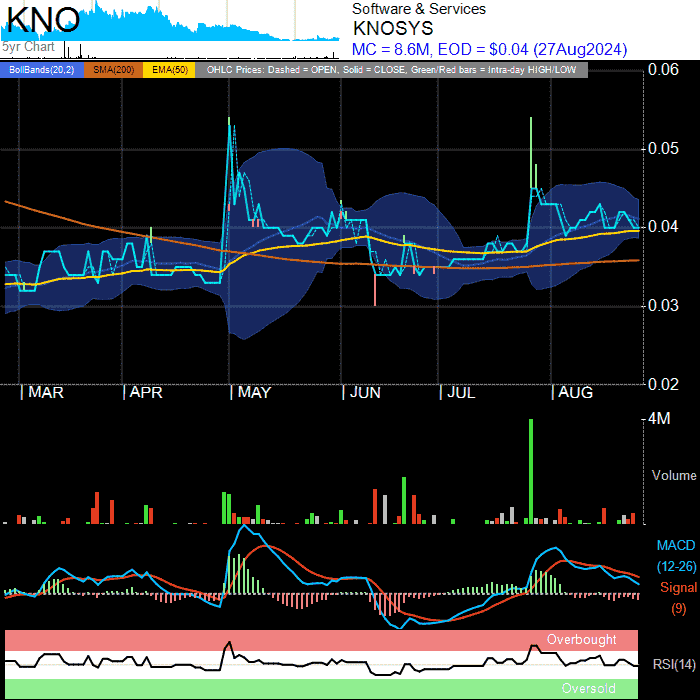 KNO
5yr Chart
Software & Services
KNOSYS
MC = 8.6M, EOD = $0.04 (27Aug2024)
BollBands(20,2) SMA(200) EMA(50) OHLC Prices: Dashed = OPEN, Solid = CLOSE, Green/Red bars = Intra-day HIGH/LOW
0.06
0.05
0.04
0.03
0.02
| MAR | APR | MAY | JUN | JUL | AUG
4M
Volume
MACD
(12-26)
Signal
(9)
Overbought
RSI(14)
Oversold